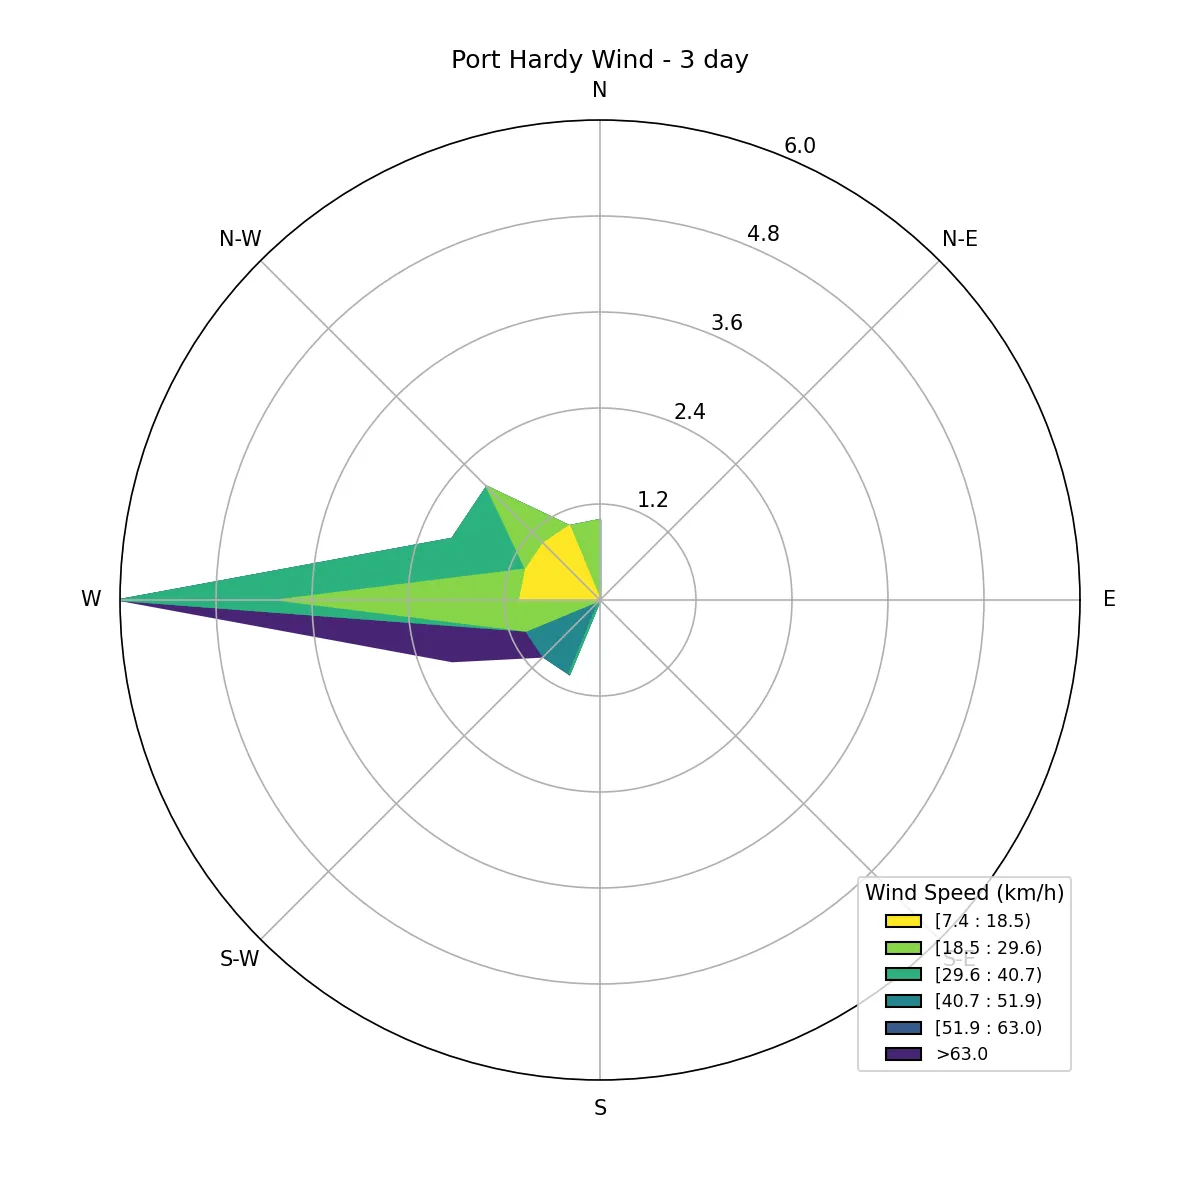 Port Hardy Wind - 3 day
N
6.0
N-W
N-E
4.8
3.6
2.4
1.2
W
E
S-W
S-E
S
Wind Speed (km/h)
[7.4 : 18.5)
[18.5 : 29.6)
[29.6 : 40.7)
[40.7 : 51.9)
[51.9 : 63.0)
>63.0